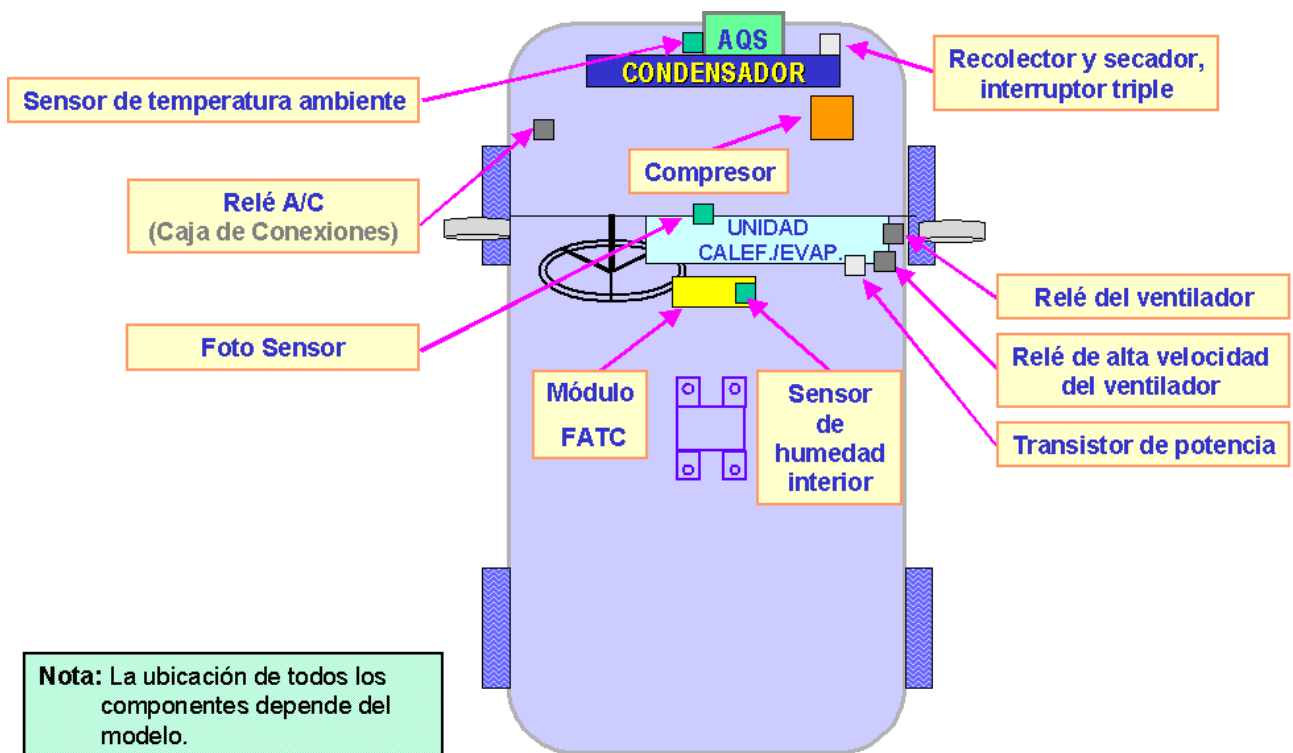 AQS
CONDENSADOR
Recolector y secador,
interruptor triple
Sensor de temperatura ambiente
Compresor
Relé A/C
(Caja de Conexiones)
UNIDAD
CALEF./EVAP.
Relé del ventilador
Foto Sensor
Relé de alta velocidad
del ventilador
Módulo
FATC
Sensor
de
humedad
interior
Transistor de potencia
Nota: La ubicación de todos los
componentes depende del
modelo.